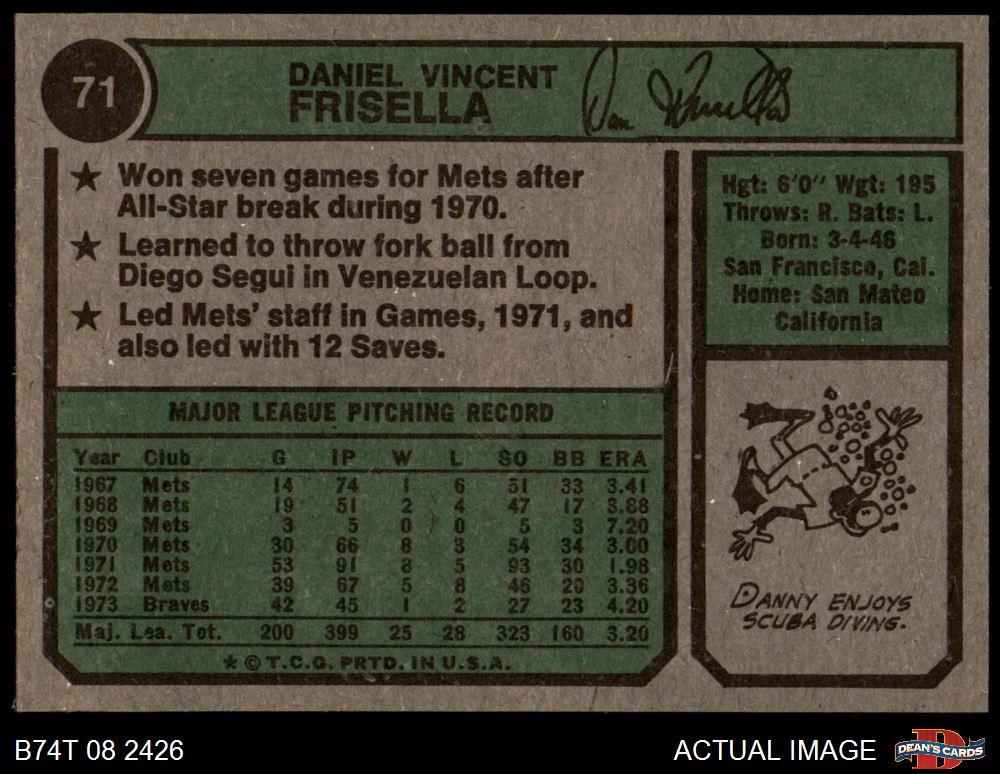 71
DANIEL VINCENT
FRISELLA
Dan Frisella
★ Won seven games for Mets after
All-Star break during 1970.
★ Learned to throw fork ball from
Diego Segui in Venezuelan Loop.
★ Led Mets' staff in Games, 1971, and
also led with 12 Saves.
Hgt: 6'0" Wgt: 195
Throws: R. Bats: L.
Born: 3-4-46
San Francisco, Cal.
Home: San Mateo
California
MAJOR LEAGUE PITCHING RECORD
Year Club G IP W L SO BB ERA
1967 Mets 14 74 1 6 51 33 3.41
1968 Mets 19 51 2 4 47 17 3.88
1969 Mets 3 5 0 0 5 3 7.20
1970 Mets 30 66 8 3 54 34 3.00
1971 Mets 53 91 8 5 93 30 1.98
1972 Mets 39 67 5 8 46 20 3.36
1973 Braves 42 45 1 2 27 23 4.20
Maj. Lea. Tot. 200 399 25 28 323 160 3.20
★ © T.C.G. PRTD. IN U.S.A.
DANNY ENJOYS
SCUBA DIVING.
B74T 08 2426
ACTUAL IMAGE
D
DEAN'S CARDS